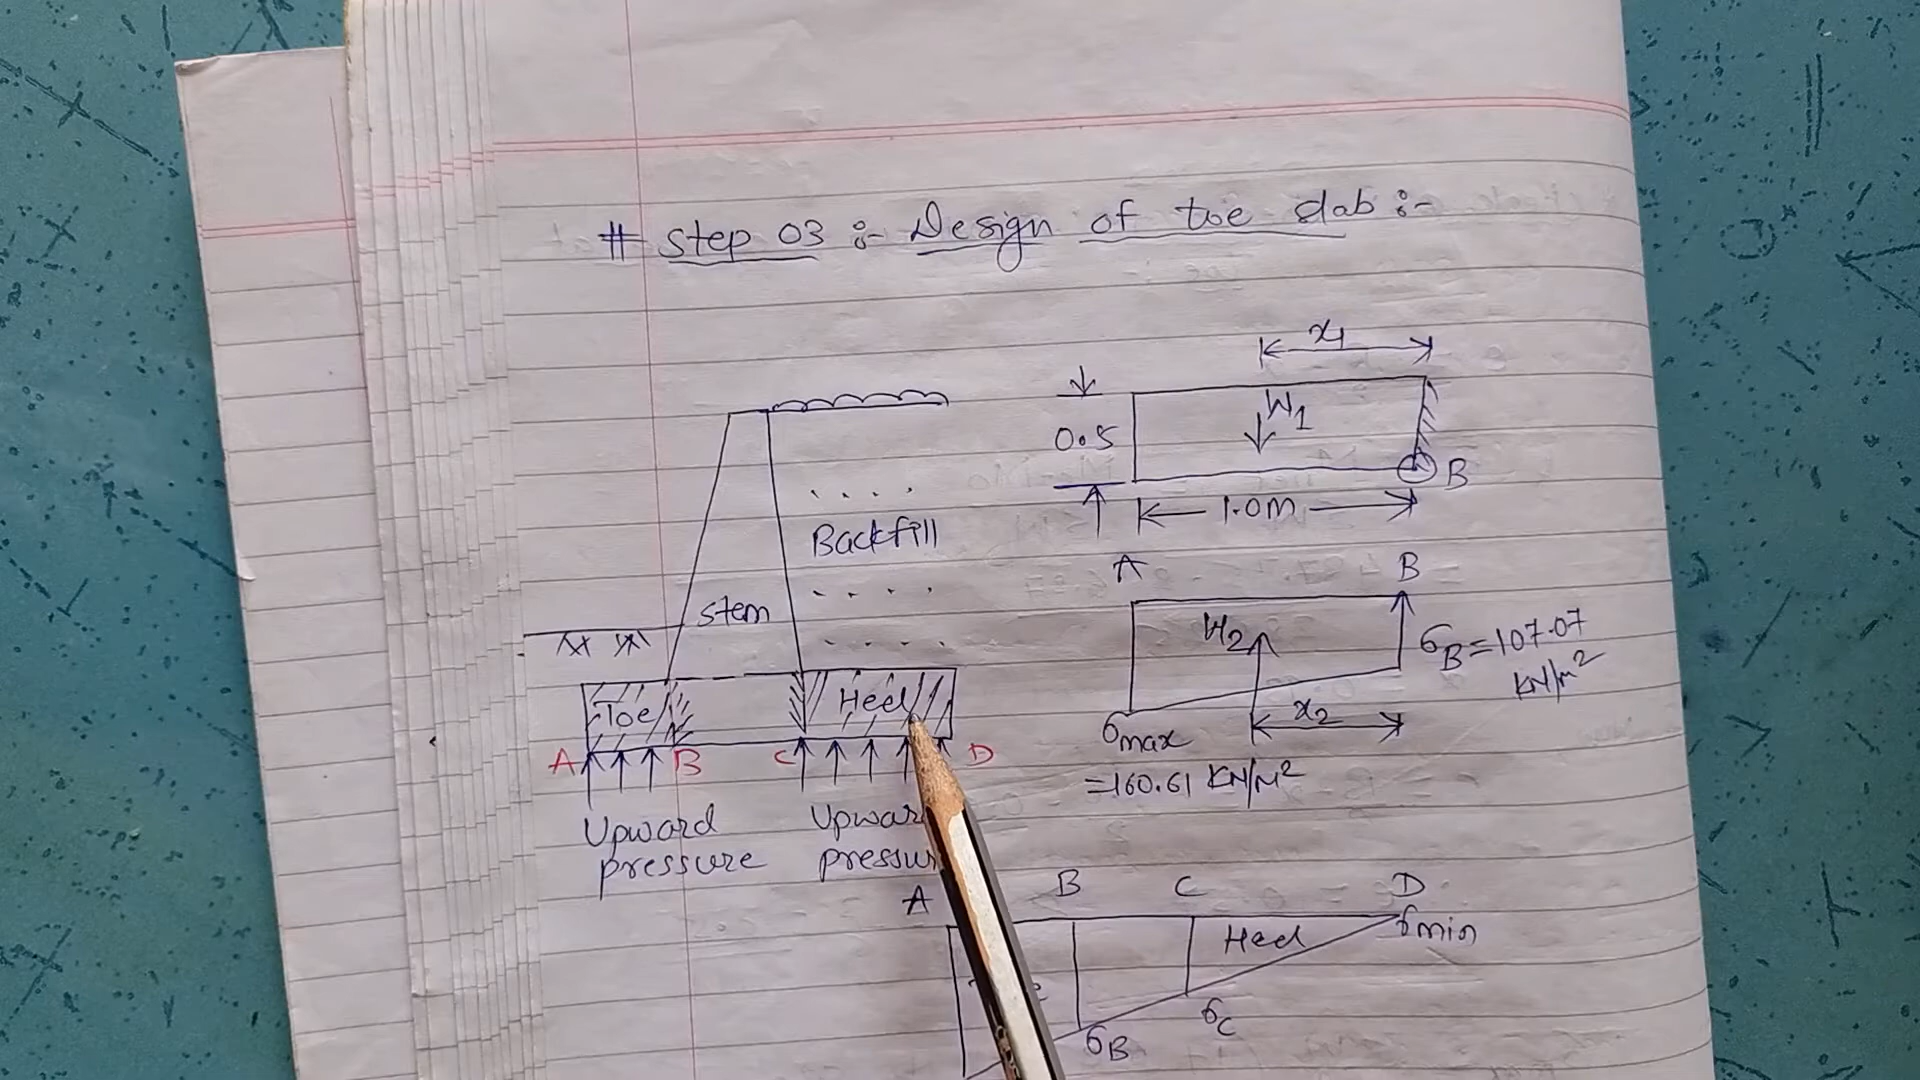 # Step 03 :- Design of toe slab :-
x1
W1
0.5
B
1.0m
Backfill
stem
A B
W2
σB = 107.07
KN/m²
Toe
Heel
x2
σmax
= 160.61 KN/M²
A B C D
Upward
pressure
Upwar
pressur
A B C D
σmin
Heel
σC
σB